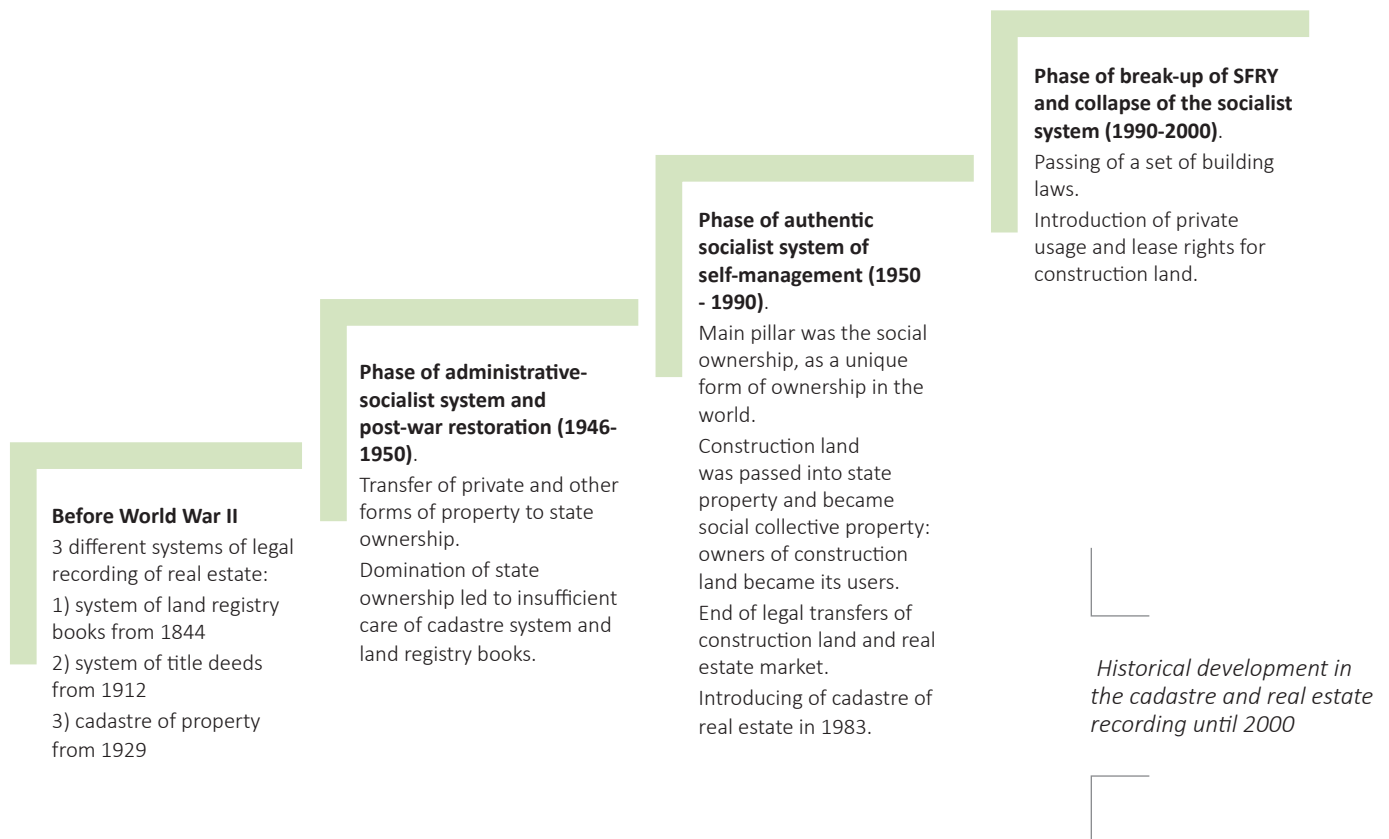 Before World War II
3 different systems of legal
recording of real estate:
1) system of land registry
books from 1844
2) system of title deeds
from 1912
3) cadastre of property
from 1929
Phase of administrative-
socialist system and
post-war restoration (1946-
1950).
Transfer of private and other
forms of property to state
ownership.
Domination of state
ownership led to insufficient
care of cadastre system and
land registry books.
Phase of authentic
socialist system of
self-management (1950
- 1990).
Main pillar was the social
ownership, as a unique
form of ownership in the
world.
Construction land
was passed into state
property and became
social collective property:
owners of construction
land became its users.
End of legal transfers of
construction land and real
estate market.
Introducing of cadastre of
real estate in 1983.
Phase of break-up of SFRY
and collapse of the socialist
system (1990-2000).
Passing of a set of building
laws.
Introduction of private
usage and lease rights for
construction land.
Historical development in
the cadastre and real estate
recording until 2000